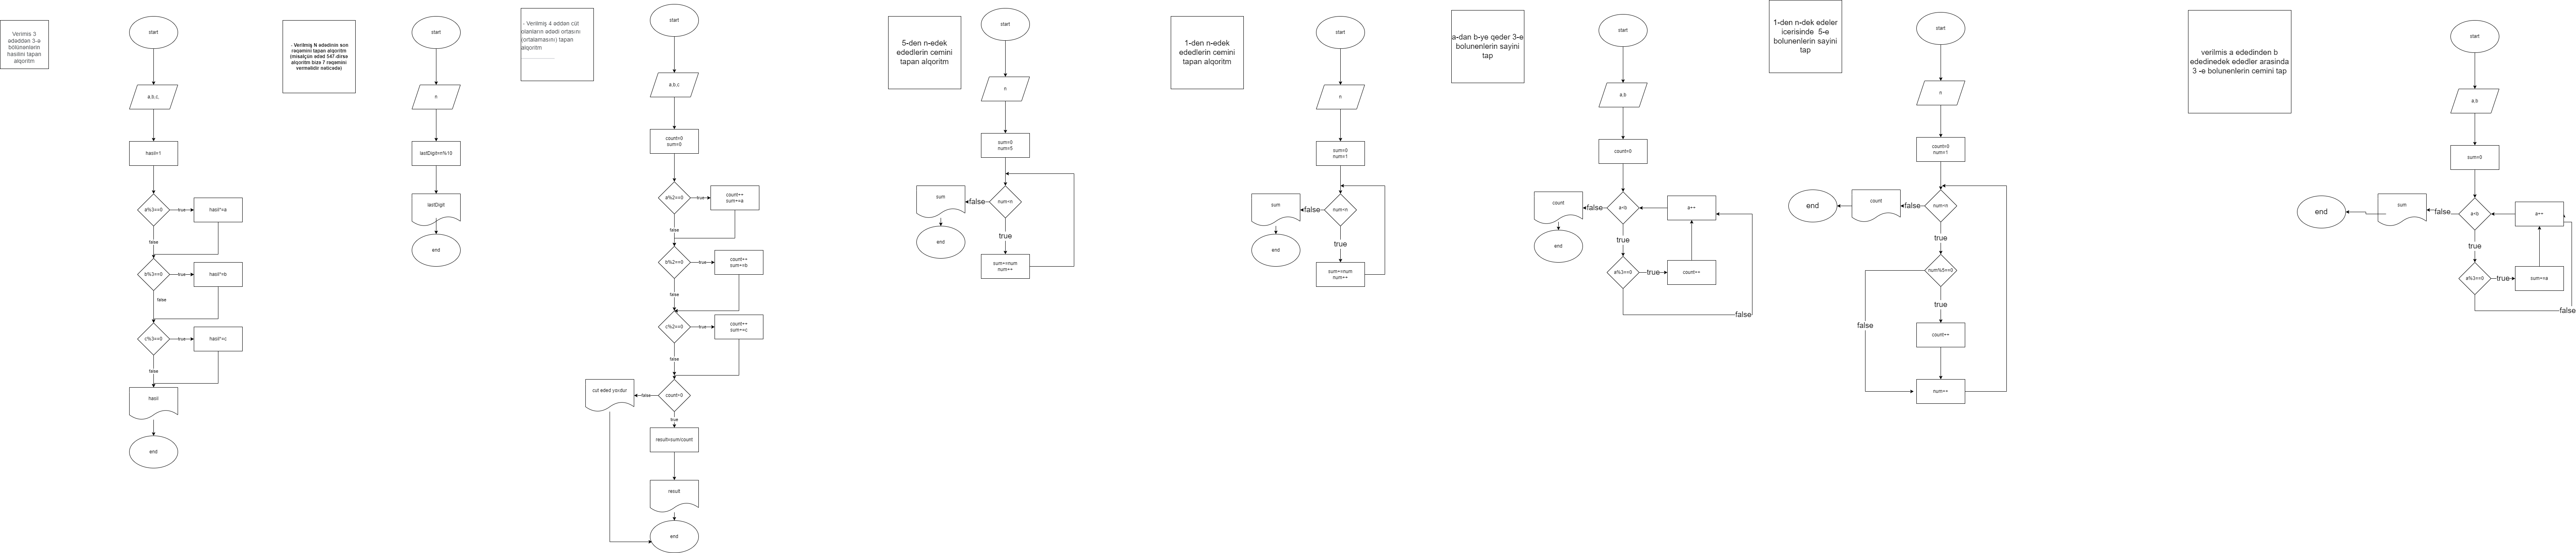 Verimis 3
ədəddən 3-ə
bölünənlərin
hasilni tapan
alqoritm
start
a,b,c,
hasil=1
a%3==0
true
hasil*=a
false
b%3==0
true
hasil*=b
false
c%3==0
true
hasil*=c
false
hasil
end
- Verilmiş N ədədinin son
rəqəmini tapan alqoritm
(misalçün ədəd 547-dirsə
alqoritm bizə 7 rəqəmini
verməlidir nəticədə)
start
n
lastDigit=n%10
lastDigit
end
- Verilmiş 4 əddən cüt
olanların ədədi ortasını
(ortalamasını) tapan
alqoritm
start
a,b,c
count=0
sum=0
a%2==0
true
count++
sum+=a
false
b%2==0
true
count++
sum+=b
false
c%2==0
true
count++
sum+=c
false
cut eded yoxdur
false
count>0
true
result=sum/count
result
end
5-den n-edek
ededlerin cemini
tapan alqoritm
start
n
sum=0
num=5
sum
false
num<n
end
true
sum+=num
num++
1-den n-edek
ededlerin cemini
tapan alqoritm
start
n
sum=0
num=1
sum
false
num<n
end
true
sum+=num
num++
a-dan b-ye qeder 3-e
bolunenlerin sayini
tap
start
a,b
count=0
count
false
a<b
a++
end
true
a%3==0
true
count++
false
1-den n-dek edeler
icerisinde 5-e
bolunenlerin sayini
tap
start
n
count=0
num=1
end
count
false
num<n
true
num%5==0
true
false
count++
num++
verilmis a ededinden b
ededinedek ededler arasinda
3 -e bolunenlerin cemini tap
start
a,b
sum=0
end
sum
false
a<b
a++
true
a%3==0
true
sum+=a
false